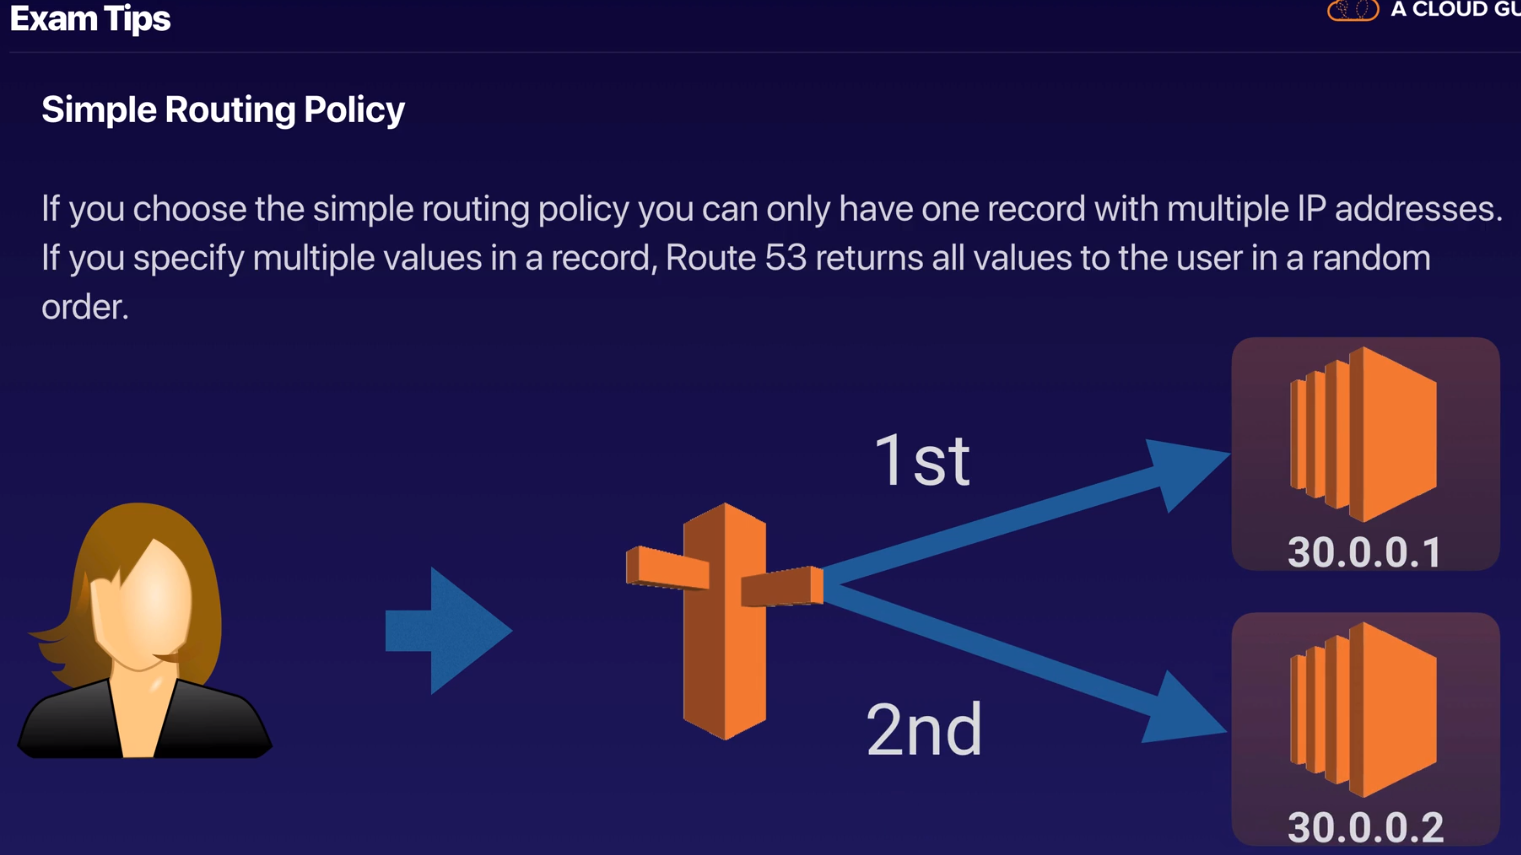 Exam Tips
A CLOUD GU
Simple Routing Policy
If you choose the simple routing policy you can only have one record with multiple IP addresses.
If you specify multiple values in a record, Route 53 returns all values to the user in a random
order.
1st
30.0.0.1
2nd
30.0.0.2